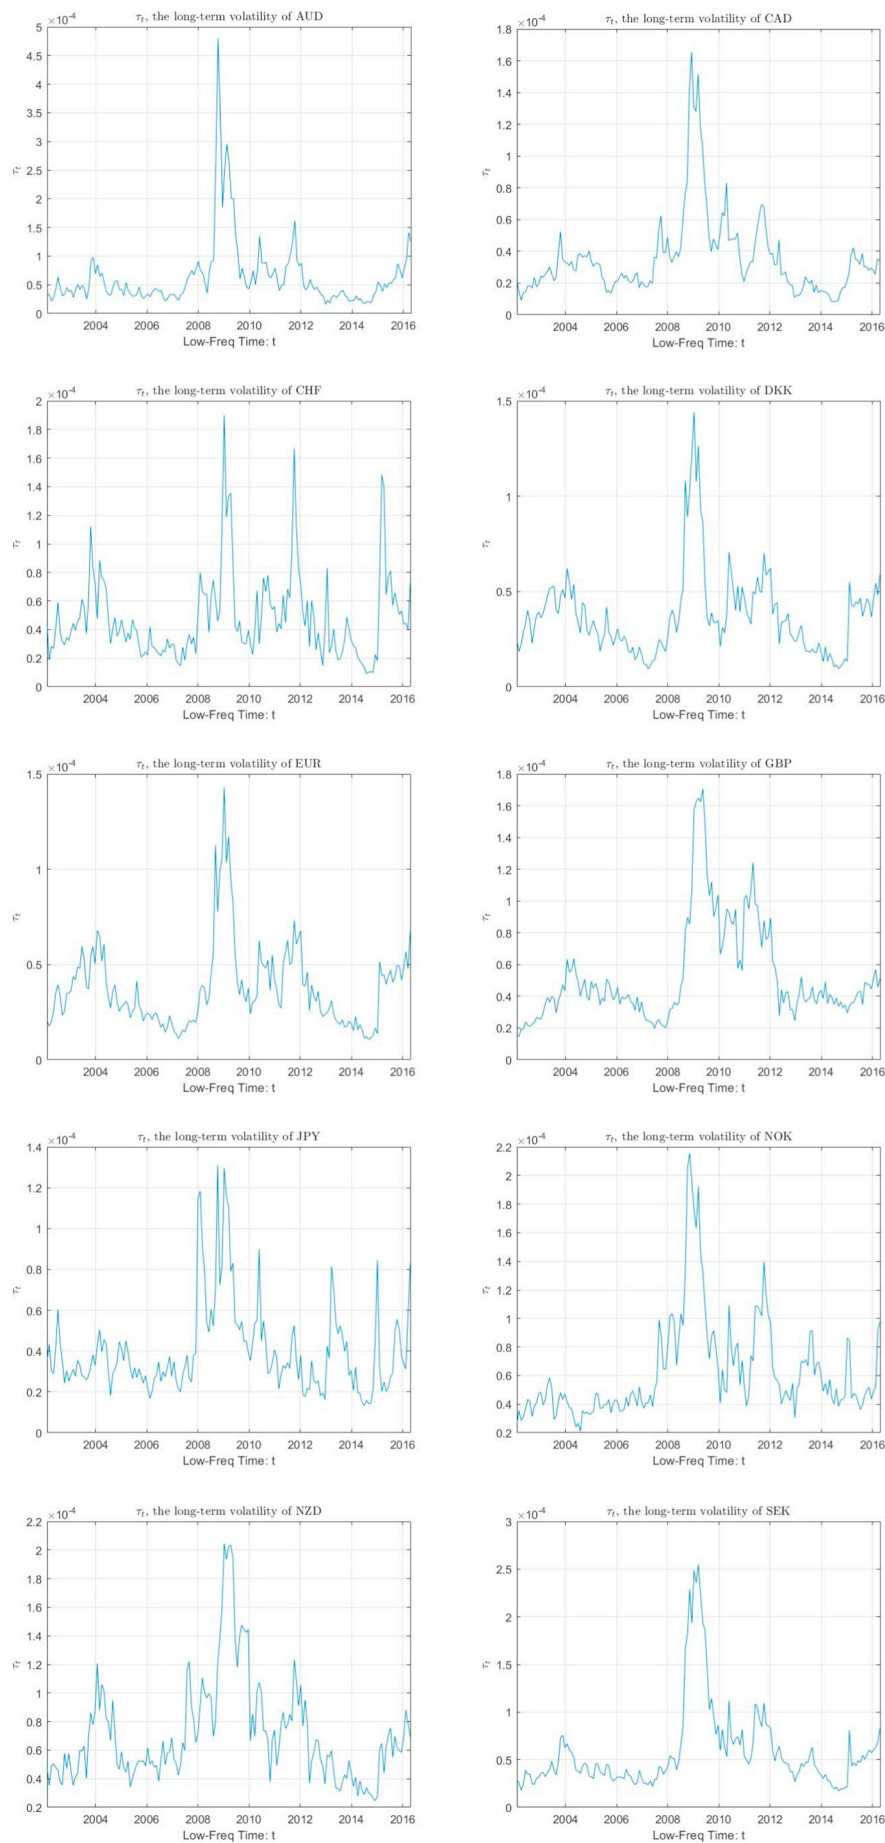 τt, the long-term volatility of AUD
×10-4
5
4.5
4
3.5
3
2.5
2
1.5
1
0.5
0
τt
2004 2006 2008 2010 2012 2014 2016
Low-Freq Time: t
τt, the long-term volatility of CAD
×10-4
1.8
1.6
1.4
1.2
1
0.8
0.6
0.4
0.2
0
τt
2004 2006 2008 2010 2012 2014 2016
Low-Freq Time: t
τt, the long-term volatility of CHF
×10-4
2
1.8
1.6
1.4
1.2
1
0.8
0.6
0.4
0.2
0
τt
2004 2006 2008 2010 2012 2014 2016
Low-Freq Time: t
τt, the long-term volatility of DKK
×10-4
1.5
1
0.5
0
τt
2004 2006 2008 2010 2012 2014 2016
Low-Freq Time: t
τt, the long-term volatility of EUR
×10-4
1.5
1
0.5
0
τt
2004 2006 2008 2010 2012 2014 2016
Low-Freq Time: t
τt, the long-term volatility of GBP
×10-4
1.8
1.6
1.4
1.2
1
0.8
0.6
0.4
0.2
0
τt
2004 2006 2008 2010 2012 2014 2016
Low-Freq Time: t
τt, the long-term volatility of JPY
×10-4
1.4
1.2
1
0.8
0.6
0.4
0.2
0
τt
2004 2006 2008 2010 2012 2014 2016
Low-Freq Time: t
τt, the long-term volatility of NOK
×10-4
2.2
2
1.8
1.6
1.4
1.2
1
0.8
0.6
0.4
0.2
τt
2004 2006 2008 2010 2012 2014 2016
Low-Freq Time: t
τt, the long-term volatility of NZD
×10-4
2.2
2
1.8
1.6
1.4
1.2
1
0.8
0.6
0.4
0.2
τt
2004 2006 2008 2010 2012 2014 2016
Low-Freq Time: t
τt, the long-term volatility of SEK
×10-4
3
2.5
2
1.5
1
0.5
0
τt
2004 2006 2008 2010 2012 2014 2016
Low-Freq Time: t